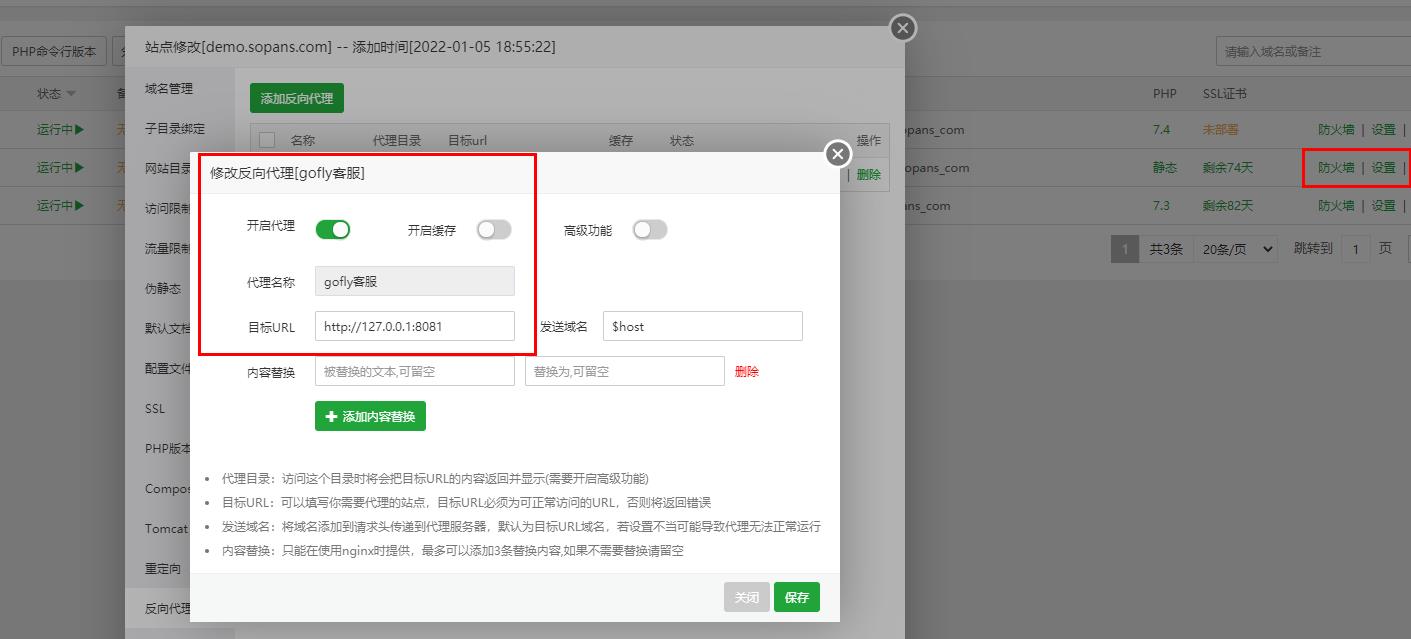 站点修改[demo.sopans.com] -- 添加时间[2022-01-05 18:55:22]
PHP命令行版本
请输入域名或备注
域名管理
添加反向代理
状态
PHP
SSL证书
子目录绑定
名称
代理目录
目标url
缓存
状态
操作
运行中
opans_com
7.4
未部署
防火墙 | 设置 |
运行中
网站目录
| 删除
opans_com
静态
剩余74天
防火墙 | 设置 |
运行中
访问限制
ans_com
7.3
剩余82天
防火墙 | 设置 |
流量限制
1
共3条
20条/页
跳转到
1
页
伪静态
默认文档
配置文件
SSL
PHP版本
Compos
Tomcat
重定向
反向代理
修改反向代理[gofly客服]
开启代理
开启缓存
高级功能
代理名称
gofly客服
目标URL
http://127.0.0.1:8081
发送域名
$host
内容替换
被替换的文本,可留空
替换为,可留空
删除
添加内容替换
代理目录：访问这个目录时将会把目标URL的内容返回并显示(需要开启高级功能)
目标URL：可以填写你需要代理的站点，目标URL必须为可正常访问的URL，否则将返回错误
发送域名：将域名添加到请求头传递到代理服务器，默认为目标URL域名，若设置不当可能导致代理无法正常运行
内容替换：只能在使用nginx时提供，最多可以添加3条替换内容,如果不需要替换请留空
关闭
保存